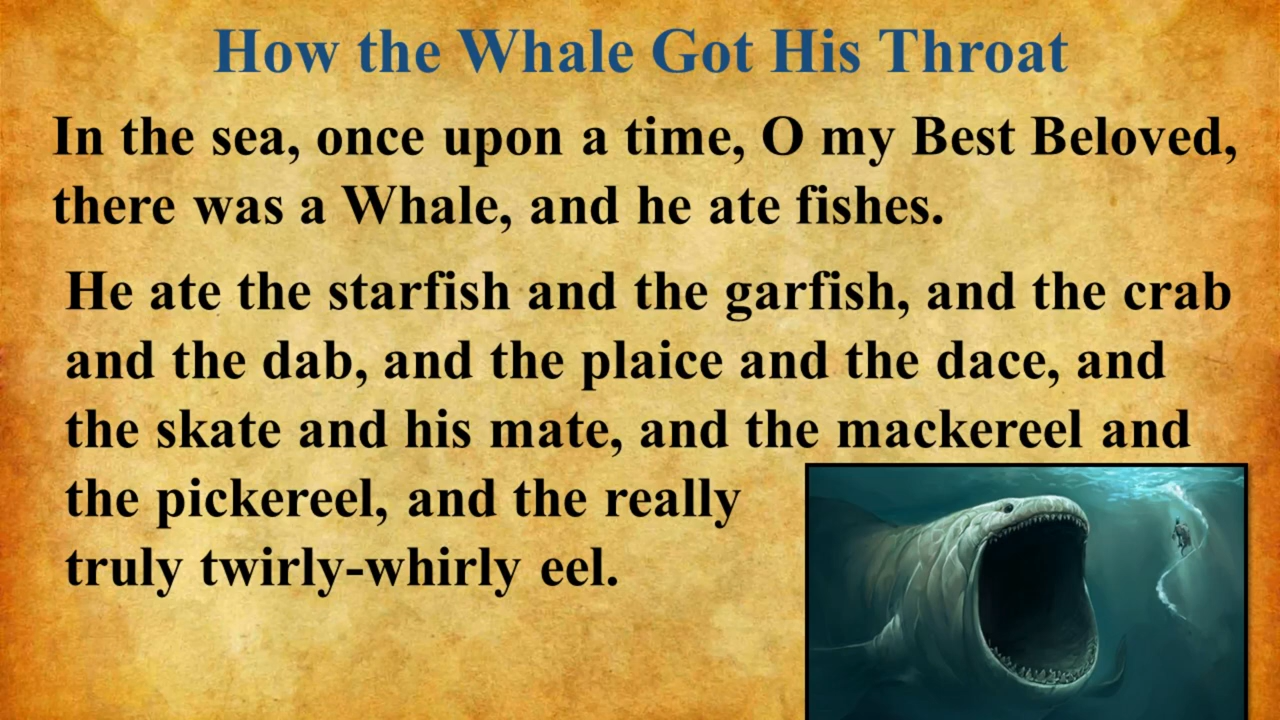 How the Whale Got His Throat
In the sea, once upon a time, O my Best Beloved,
there was a Whale, and he ate fishes.
He ate the starfish and the garfish, and the crab
and the dab, and the plaice and the dace, and
the skate and his mate, and the mackereel and
the pickereel, and the really
truly twirly-whirly eel.